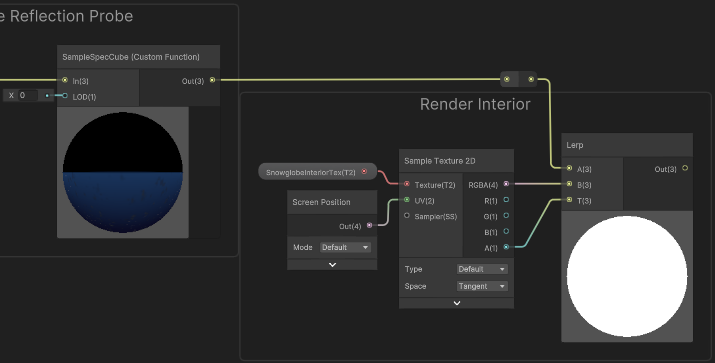 e Reflection Probe
SampleSpecCube (Custom Function)
In(3)
Out(3)
X 0
LOD(1)
Render Interior
SnowglobeInteriorTex(T2)
Screen Position
Out(4)
Mode Default
Sample Texture 2D
Texture(T2)
RGBA(4)
UV(2)
R(1)
Sampler(SS)
G(1)
B(1)
A(1)
Type Default
Space Tangent
Lerp
A(3)
Out(3)
B(3)
T(3)